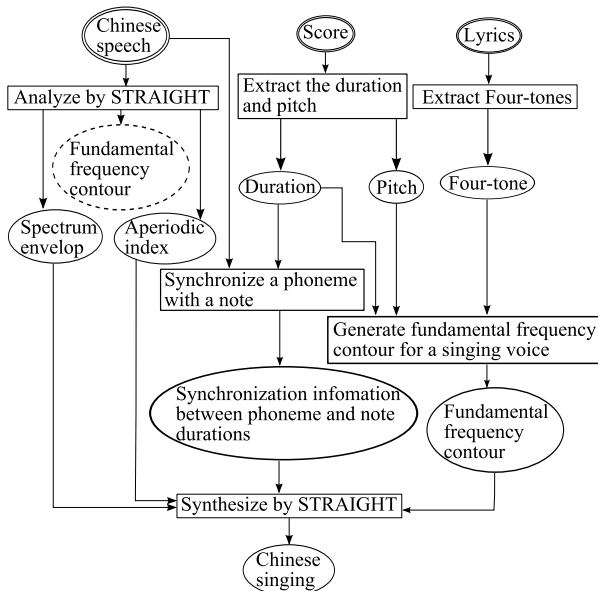 Chinese
speech
Score
Lyrics
Analyze by STRAIGHT
Extract the duration
and pitch
Extract Four-tones
Fundamental
frequency
contour
Duration
Pitch
Four-tone
Spectrum
envelop
Aperiodic
index
Synchronize a phoneme
with a note
Generate fundamental frequency
contour for a singing voice
Synchronization infomation
between phoneme and note
durations
Fundamental
frequency
contour
Synthesize by STRAIGHT
Chinese
singing